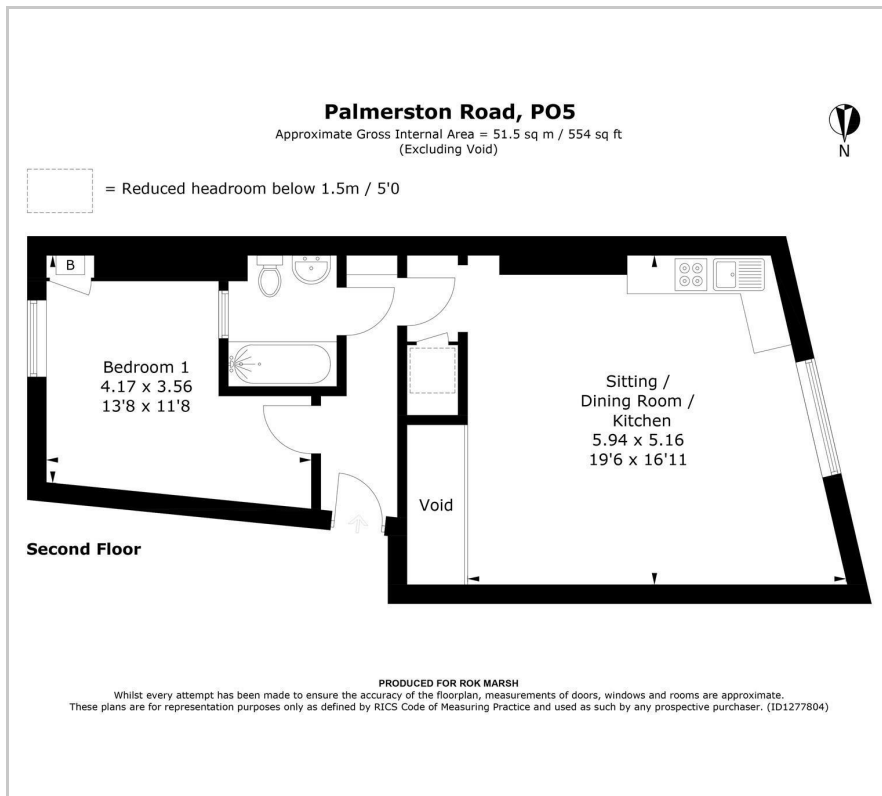 Palmerston Road, PO5
Approximate Gross Internal Area = 51.5 sq m / 554 sq ft
(Excluding Void)
N
= Reduced headroom below 1.5m / 5'0
B
Bedroom 1
4.17 x 3.56
13'8 x 11'8
Sitting /
Dining Room /
Kitchen
5.94 x 5.16
19'6 x 16'11
Void
Second Floor
PRODUCED FOR ROK MARSH
Whilst every attempt has been made to ensure the accuracy of the floorplan, measurements of doors, windows and rooms are approximate.
These plans are for representation purposes only as defined by RICS Code of Measuring Practice and used as such by any prospective purchaser. (ID1277804)